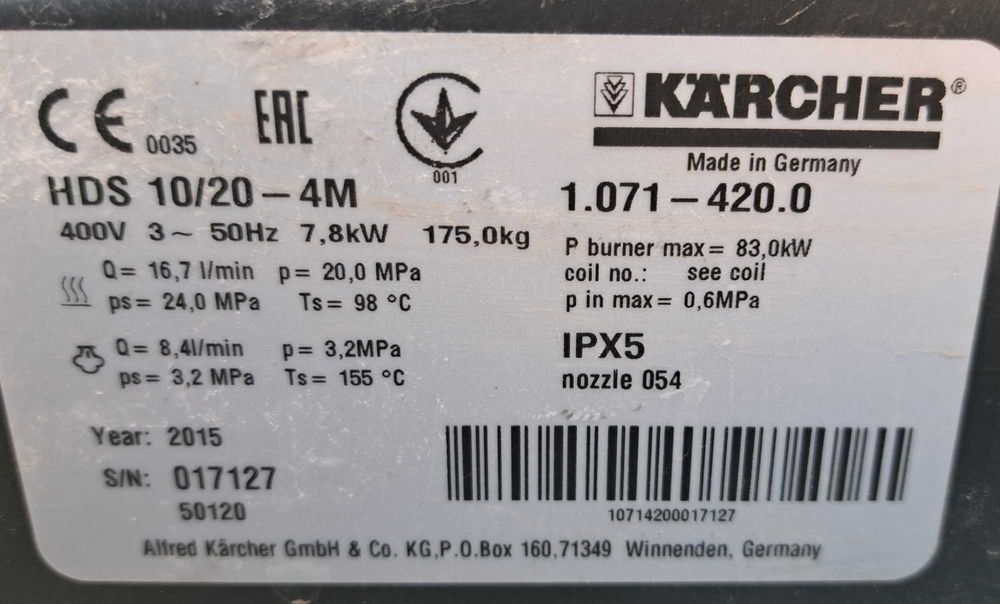 CE 0035 EAC 001
KÄRCHER®
Made in Germany
HDS 10/20-4M 1.071-420.0
400V 3~ 50Hz 7,8kW 175,0kg
P burner max= 83,0kW
Q= 16,7 l/min p= 20,0 MPa
coil no.: see coil
ps= 24,0 MPa Ts= 98 °C
p in max= 0,6MPa
Q= 8,4l/min p= 3,2MPa
IPX5
ps= 3,2 MPa Ts= 155 °C
nozzle 054
Year: 2015
S/N: 017127
50120
10714200017127
Alfred Kärcher GmbH & Co. KG,P.O.Box 160,71349 Winnenden, Germany